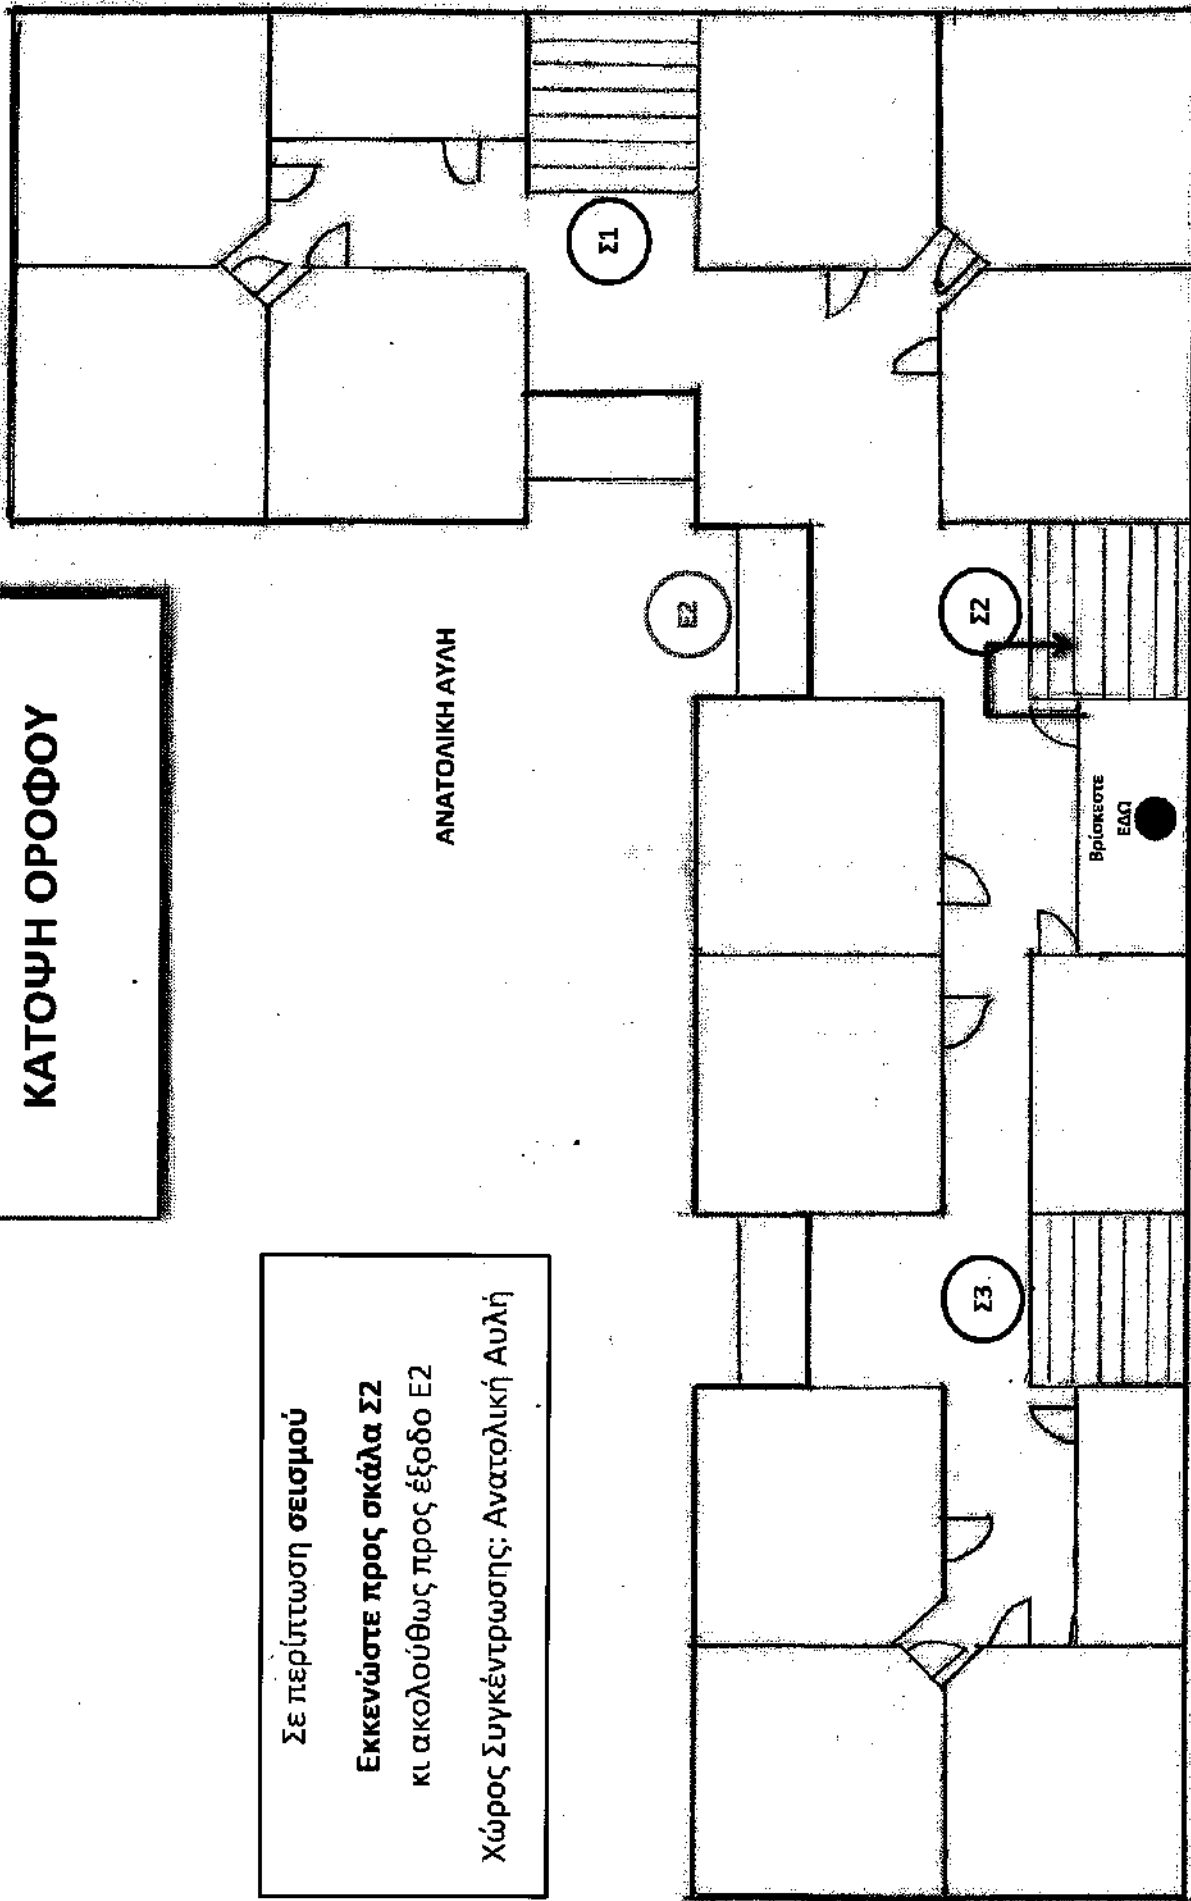 ΚΑΤΟΨΗ ΟΡΟΦΟΥ
Σε περίπτωση σεισμού
Εκκενώστε προς σκάλα Σ2
κι ακολούθως προς έξοδο Ε2
Χώρος Συγκέντρωσης: Ανατολική Αυλή
ΑΝΑΤΟΛΙΚΗ ΑΥΛΗ
Σ1
Ε2
Σ2
Σ3
Βρίσκεστε
ΕΔΩ